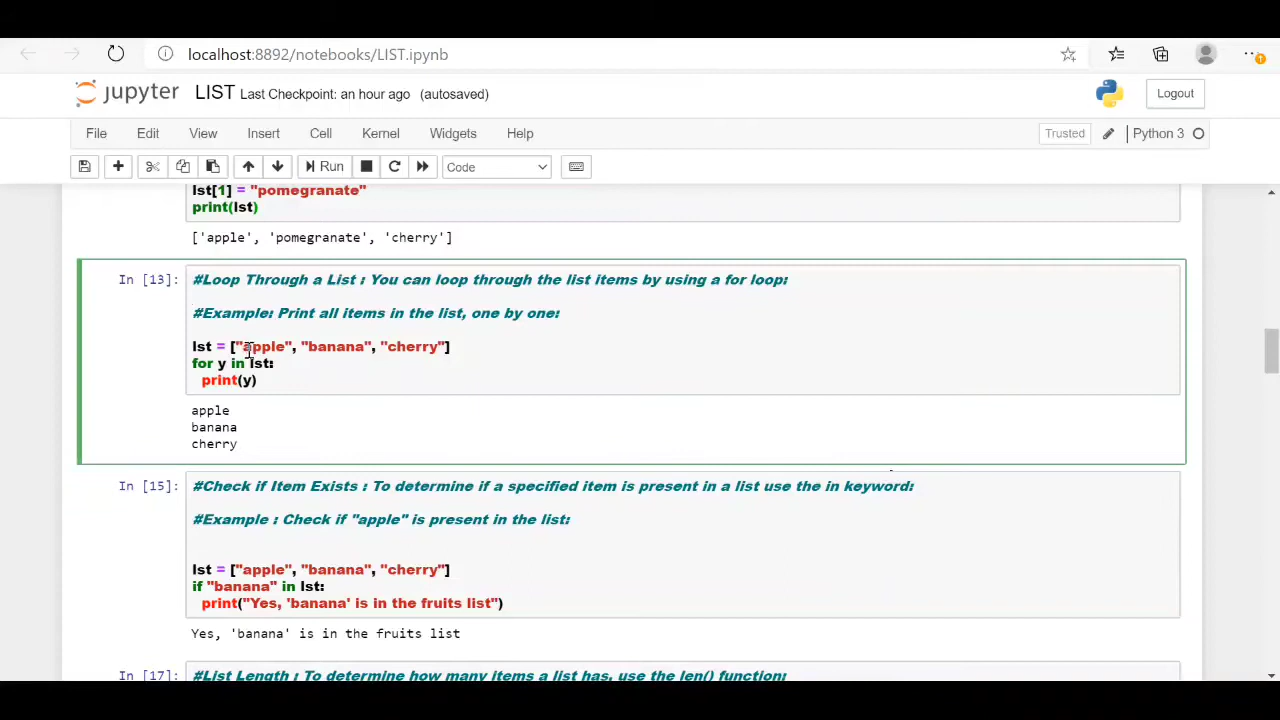 localhost:8892/notebooks/LIST.ipynb
jupyter LIST Last Checkpoint: an hour ago (autosaved) Logout
File Edit View Insert Cell Kernel Widgets Help Trusted Python 3
Run Code
lst[1] = "pomegranate"
print(lst)
['apple', 'pomegranate', 'cherry']
In [13]: #Loop Through a List : You can loop through the list items by using a for loop:
#Example: Print all items in the list, one by one:
lst = ["apple", "banana", "cherry"]
for y in lst:
print(y)
apple
banana
cherry
In [15]: #Check if Item Exists : To determine if a specified item is present in a list use the in keyword:
#Example : Check if "apple" is present in the list:
lst = ["apple", "banana", "cherry"]
if "banana" in lst:
print("Yes, 'banana' is in the fruits list")
Yes, 'banana' is in the fruits list
In [17]: #List Length : To determine how many items a list has, use the len() function: